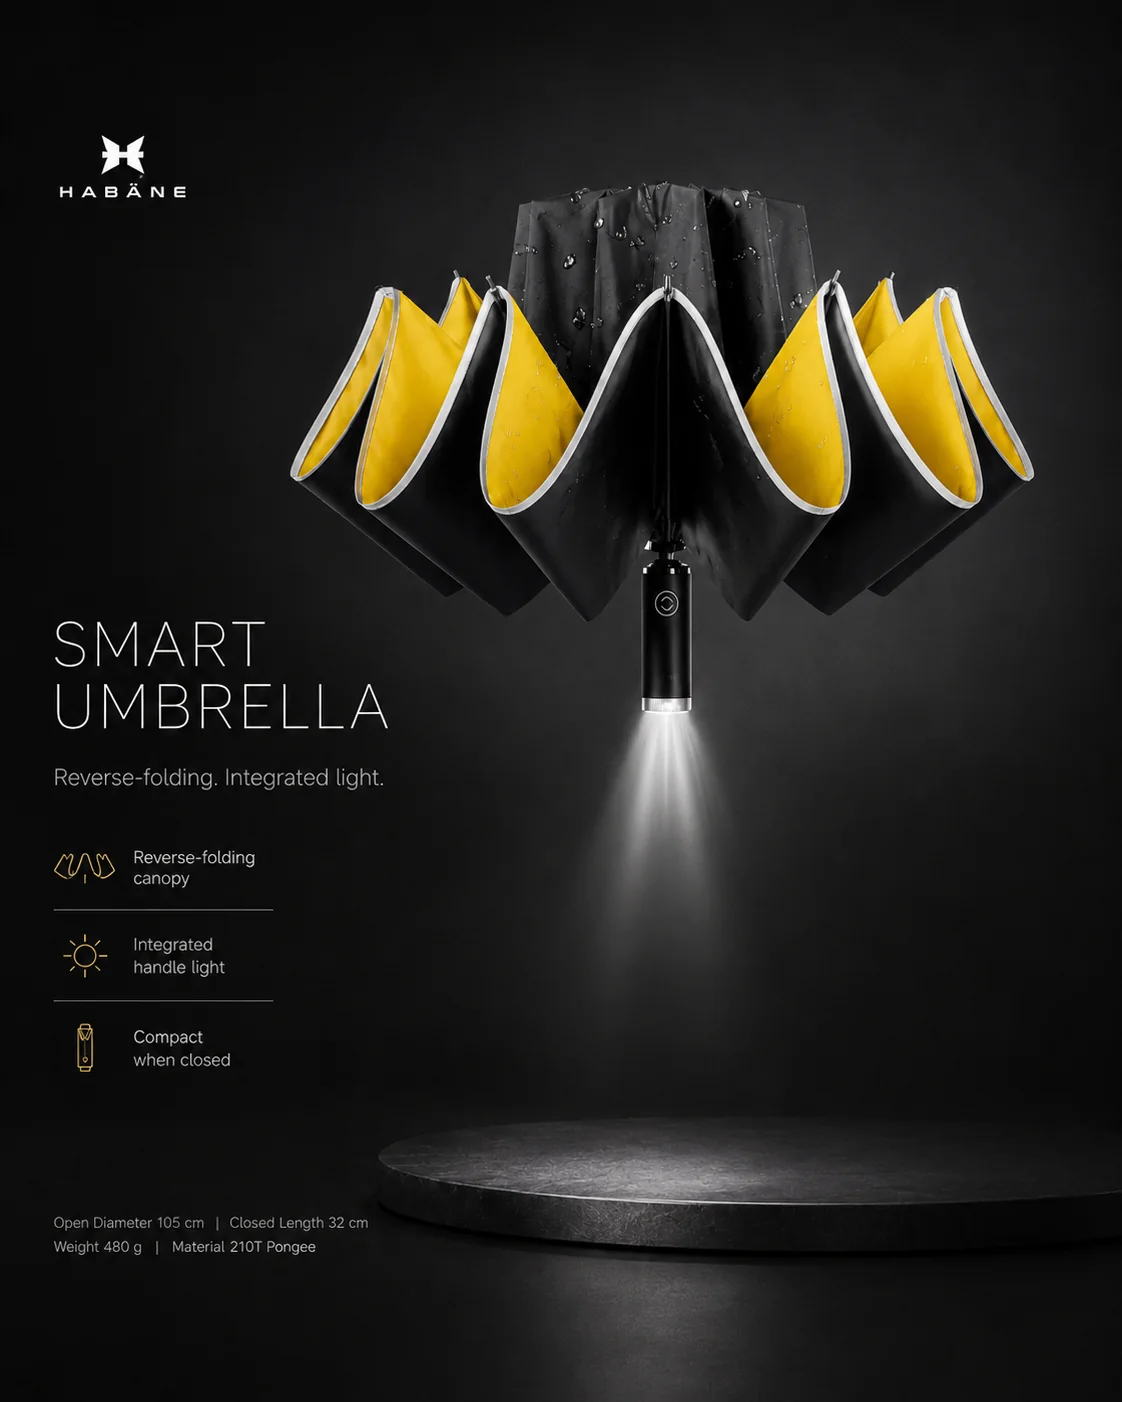 HABÄNE
SMART
UMBRELLA
Reverse-folding. Integrated light.
Reverse-folding
canopy
Integrated
handle light
Compact
when closed
Open Diameter 105 cm | Closed Length 32 cm
Weight 480 g | Material 210T Pongee